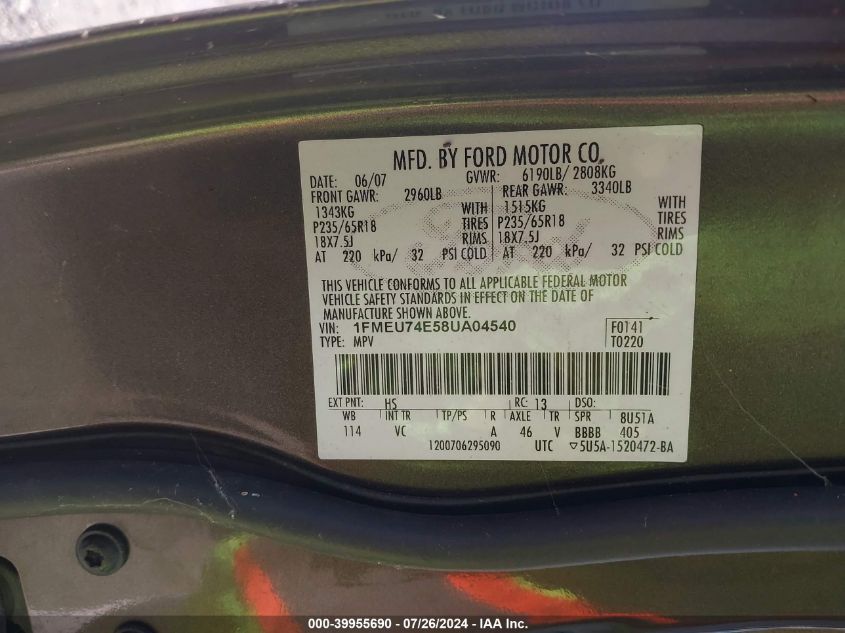 MFD. BY FORD MOTOR CO.
DATE: 06/07 GVWR: 6190LB/ 2808KG
FRONT GAWR: 2960LB REAR GAWR: 3340LB
1343KG WITH 1515KG WITH
P235/65R18 TIRES P235/65R18 TIRES
18X7.5J RIMS 18X7.5J RIMS
AT 220 kPa/ 32 PSI COLD AT 220 kPa/ 32 PSI COLD
THIS VEHICLE CONFORMS TO ALL APPLICABLE FEDERAL MOTOR
VEHICLE SAFETY STANDARDS IN EFFECT ON THE DATE OF
MANUFACTURE SHOWN ABOVE.
VIN: 1FMEU74E58UA04540 F0141
TYPE: MPV T0220
EXT PNT: HS RC: 13 DSO:
WB INT TR TP/PS R AXLE TR SPR 8U51A
114 VC A 46 V BBBB 405
1200706295090 UTC ▽5U5A-1520472-BA
000-39955690 / 07/26/2024 - IAA Inc.